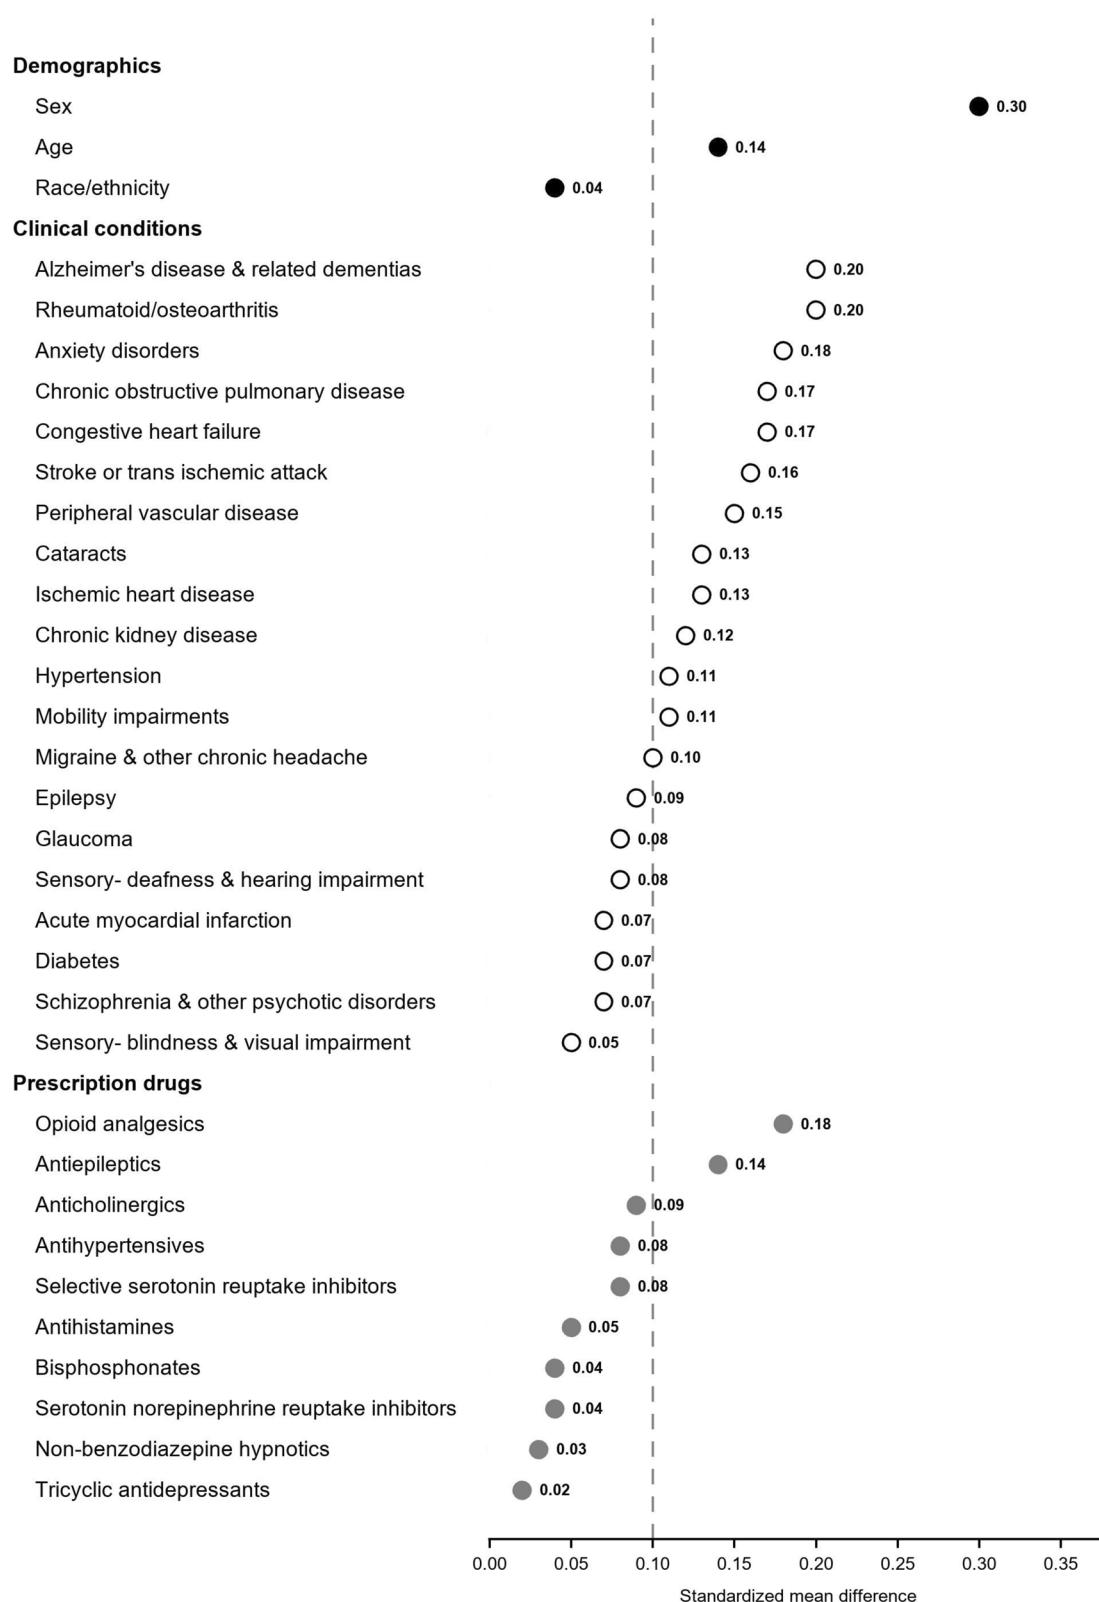 Demographics
Sex 0.30
Age 0.14
Race/ethnicity 0.04
Clinical conditions
Alzheimer's disease & related dementias 0.20
Rheumatoid/osteoarthritis 0.20
Anxiety disorders 0.18
Chronic obstructive pulmonary disease 0.17
Congestive heart failure 0.17
Stroke or trans ischemic attack 0.16
Peripheral vascular disease 0.15
Cataracts 0.13
Ischemic heart disease 0.13
Chronic kidney disease 0.12
Hypertension 0.11
Mobility impairments 0.11
Migraine & other chronic headache 0.10
Epilepsy 0.09
Glaucoma 0.08
Sensory- deafness & hearing impairment 0.08
Acute myocardial infarction 0.07
Diabetes 0.07
Schizophrenia & other psychotic disorders 0.07
Sensory- blindness & visual impairment 0.05
Prescription drugs
Opioid analgesics 0.18
Antiepileptics 0.14
Anticholinergics 0.09
Antihypertensives 0.08
Selective serotonin reuptake inhibitors 0.08
Antihistamines 0.05
Bisphosphonates 0.04
Serotonin norepinephrine reuptake inhibitors 0.04
Non-benzodiazepine hypnotics 0.03
Tricyclic antidepressants 0.02
0.00 0.05 0.10 0.15 0.20 0.25 0.30 0.35
Standardized mean difference